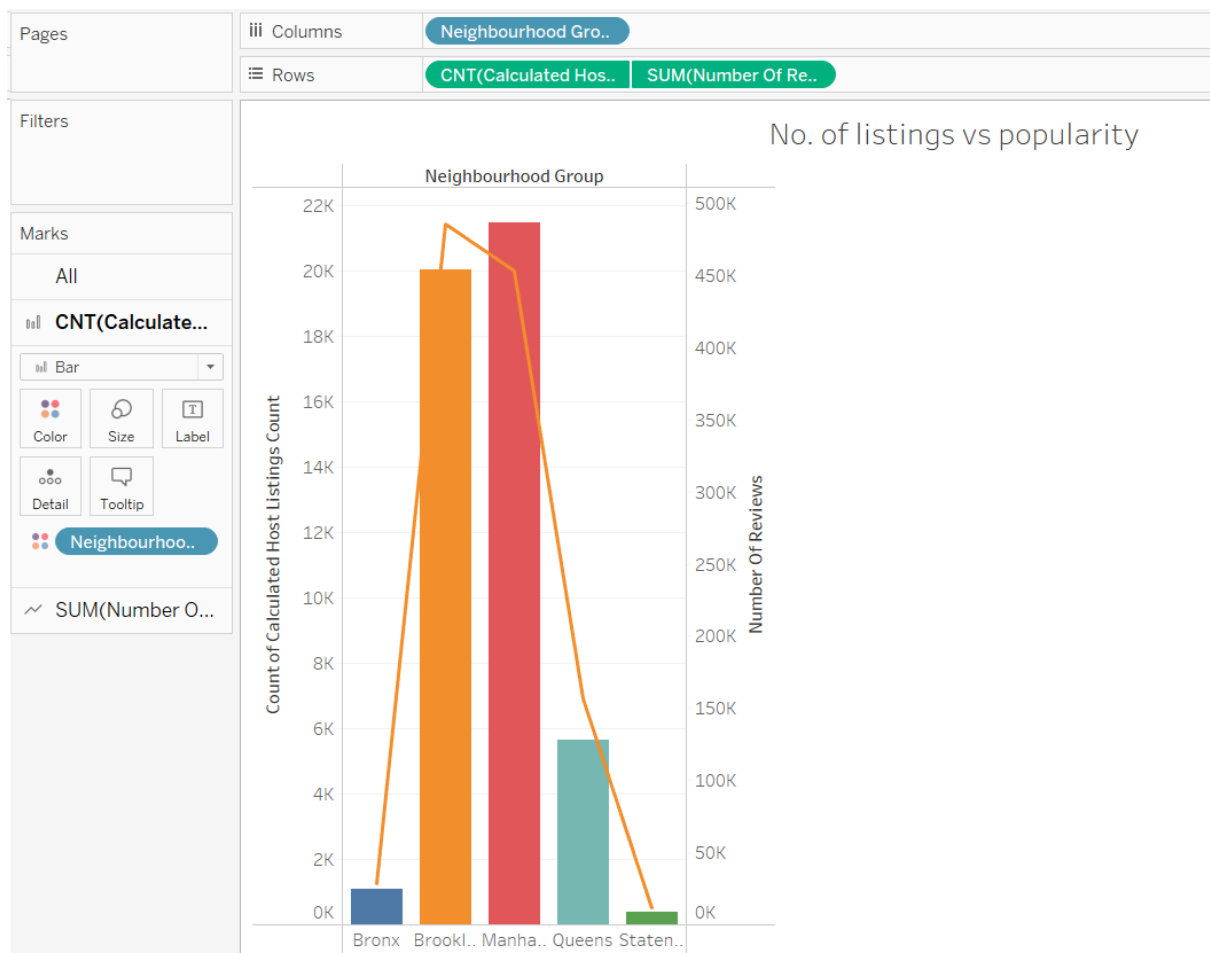 Pages
Columns
Neighbourhood Gro..
Rows
CNT(Calculated Hos..
SUM(Number Of Re..
Filters
Marks
All
CNT(Calculate...
Bar
Color
Size
Label
Detail
Tooltip
Neighbourhoo..
SUM(Number O...
No. of listings vs popularity
Neighbourhood Group
Count of Calculated Host Listings Count
22K
20K
18K
16K
14K
12K
10K
8K
6K
4K
2K
0K
500K
450K
400K
350K
300K
250K
200K
150K
100K
50K
0K
Number Of Reviews
Bronx Brookl.. Manha.. Queens Staten..